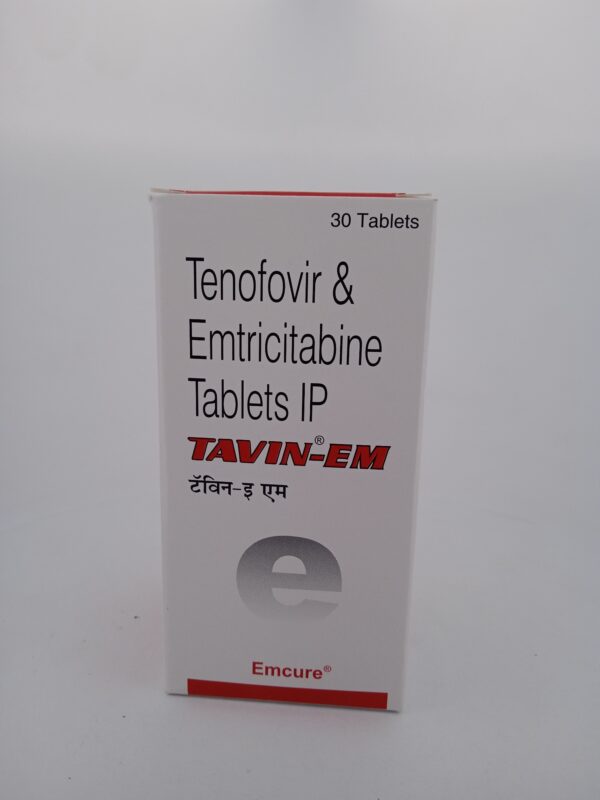 30 Tablets
Tenofovir &
Emtricitabine
Tablets IP
TAVIN®-EM
टॅविन-इ एम
e
Emcure®